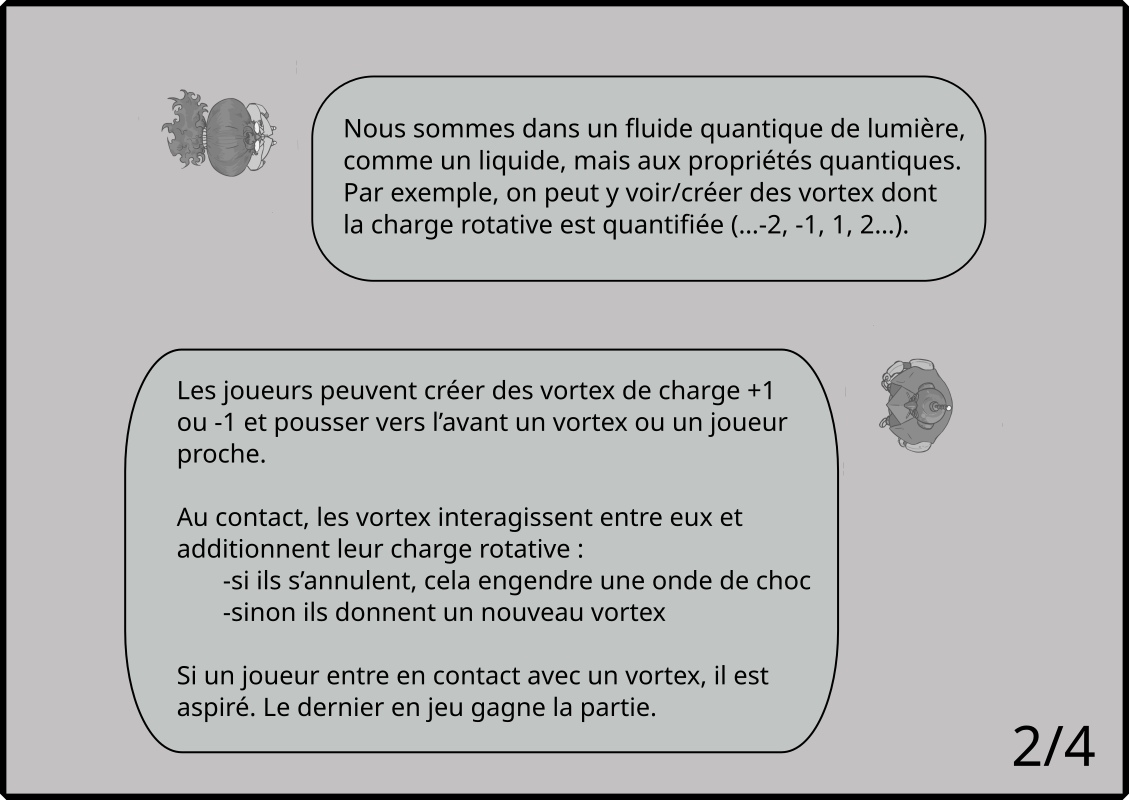 Nous sommes dans un fluide quantique de lumière,
comme un liquide, mais aux propriétés quantiques.
Par exemple, on peut y voir/créer des vortex dont
la charge rotative est quantifiée (...-2, -1, 1, 2...).
Les joueurs peuvent créer des vortex de charge +1
ou -1 et pousser vers l’avant un vortex ou un joueur
proche.
Au contact, les vortex interagissent entre eux et
additionnent leur charge rotative :
-si ils s’annulent, cela engendre une onde de choc
-sinon ils donnent un nouveau vortex
Si un joueur entre en contact avec un vortex, il est
aspiré. Le dernier en jeu gagne la partie.
2/4